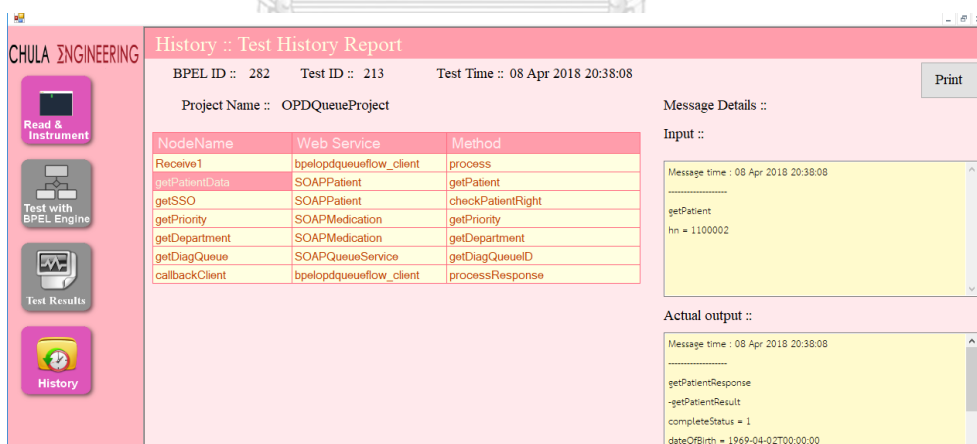 CHULA ΣNGINEERING
Read &
Instrument
Test with
BPEL Engine
Test Results
History
History :: Test History Report
BPEL ID :: 282 Test ID :: 213 Test Time :: 08 Apr 2018 20:38:08
Print
Project Name :: OPDQueueProject
NodeName Web Service Method
Receive1 bpelopdqueueflow_client process
getPatientData SOAPPatient getPatient
getSSO SOAPPatient checkPatientRight
getPriority SOAPMedication getPriority
getDepartment SOAPMedication getDepartment
getDiagQueue SOAPQueueService getDiagQueueID
callbackClient bpelopdqueueflow_client processResponse
Message Details ::
Input ::
Message time : 08 Apr 2018 20:38:08
-------------------
getPatient
hn = 1100002
Actual output ::
Message time : 08 Apr 2018 20:38:08
-------------------
getPatientResponse
-getPatientResult
completeStatus = 1
dateOfBirth = 1969-04-02T00:00:00